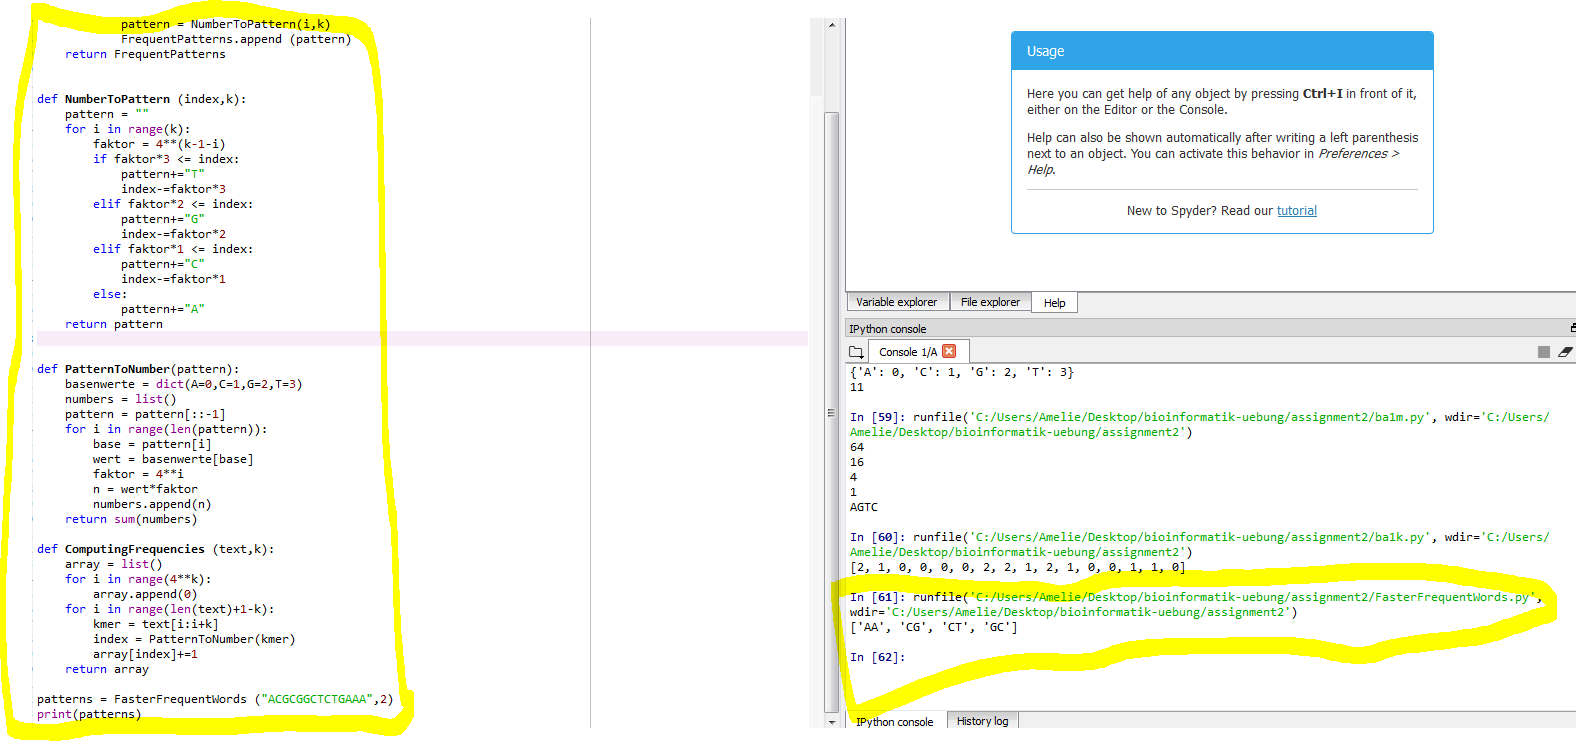 pattern = NumberToPattern(i,k)
FrequentPatterns.append (pattern)
return FrequentPatterns
def NumberToPattern (index,k):
pattern = ""
for i in range(k):
faktor = 4**(k-1-i)
if faktor*3 <= index:
pattern+="T"
index-=faktor*3
elif faktor*2 <= index:
pattern+="G"
index-=faktor*2
elif faktor*1 <= index:
pattern+="C"
index-=faktor*1
else:
pattern+="A"
return pattern
def PatternToNumber(pattern):
basenwerte = dict(A=0,C=1,G=2,T=3)
numbers = list()
pattern = pattern[::-1]
for i in range(len(pattern)):
base = pattern[i]
wert = basenwerte[base]
faktor = 4**i
n = wert*faktor
numbers.append(n)
return sum(numbers)
def ComputingFrequencies (text,k):
array = list()
for i in range(4**k):
array.append(0)
for i in range(len(text)+1-k):
kmer = text[i:i+k]
index = PatternToNumber(kmer)
array[index]+=1
return array
patterns = FasterFrequentWords ("ACGCGGCTCTGAAA",2)
print(patterns)
Usage
Here you can get help of any object by pressing Ctrl+I in front of it,
either on the Editor or the Console.
Help can also be shown automatically after writing a left parenthesis
next to an object. You can activate this behavior in Preferences >
Help.
New to Spyder? Read our tutorial
Variable explorer File explorer Help
IPython console
Console 1/A
{'A': 0, 'C': 1, 'G': 2, 'T': 3}
11
In [59]: runfile('C:/Users/Amelie/Desktop/bioinformatik-uebung/assignment2/ba1m.py', wdir='C:/Users/
Amelie/Desktop/bioinformatik-uebung/assignment2')
64
16
4
1
AGTC
In [60]: runfile('C:/Users/Amelie/Desktop/bioinformatik-uebung/assignment2/ba1k.py', wdir='C:/Users/
Amelie/Desktop/bioinformatik-uebung/assignment2')
[2, 1, 0, 0, 0, 0, 2, 2, 1, 2, 1, 0, 0, 1, 1, 0]
In [61]: runfile('C:/Users/Amelie/Desktop/bioinformatik-uebung/assignment2/FasterFrequentWords.py',
wdir='C:/Users/Amelie/Desktop/bioinformatik-uebung/assignment2')
['AA', 'CG', 'CT', 'GC']
In [62]:
IPython console History log